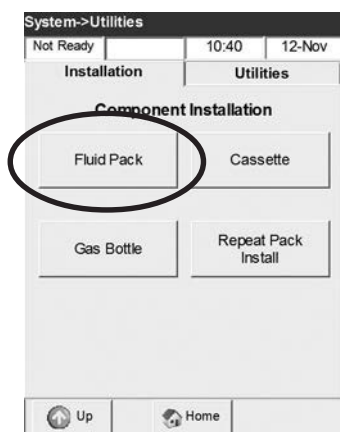 System->Utilities
Not Ready 10:40 12-Nov
Installation Utilities
Component Installation
Fluid Pack Cassette
Gas Bottle Repeat Pack
Install
Up Home